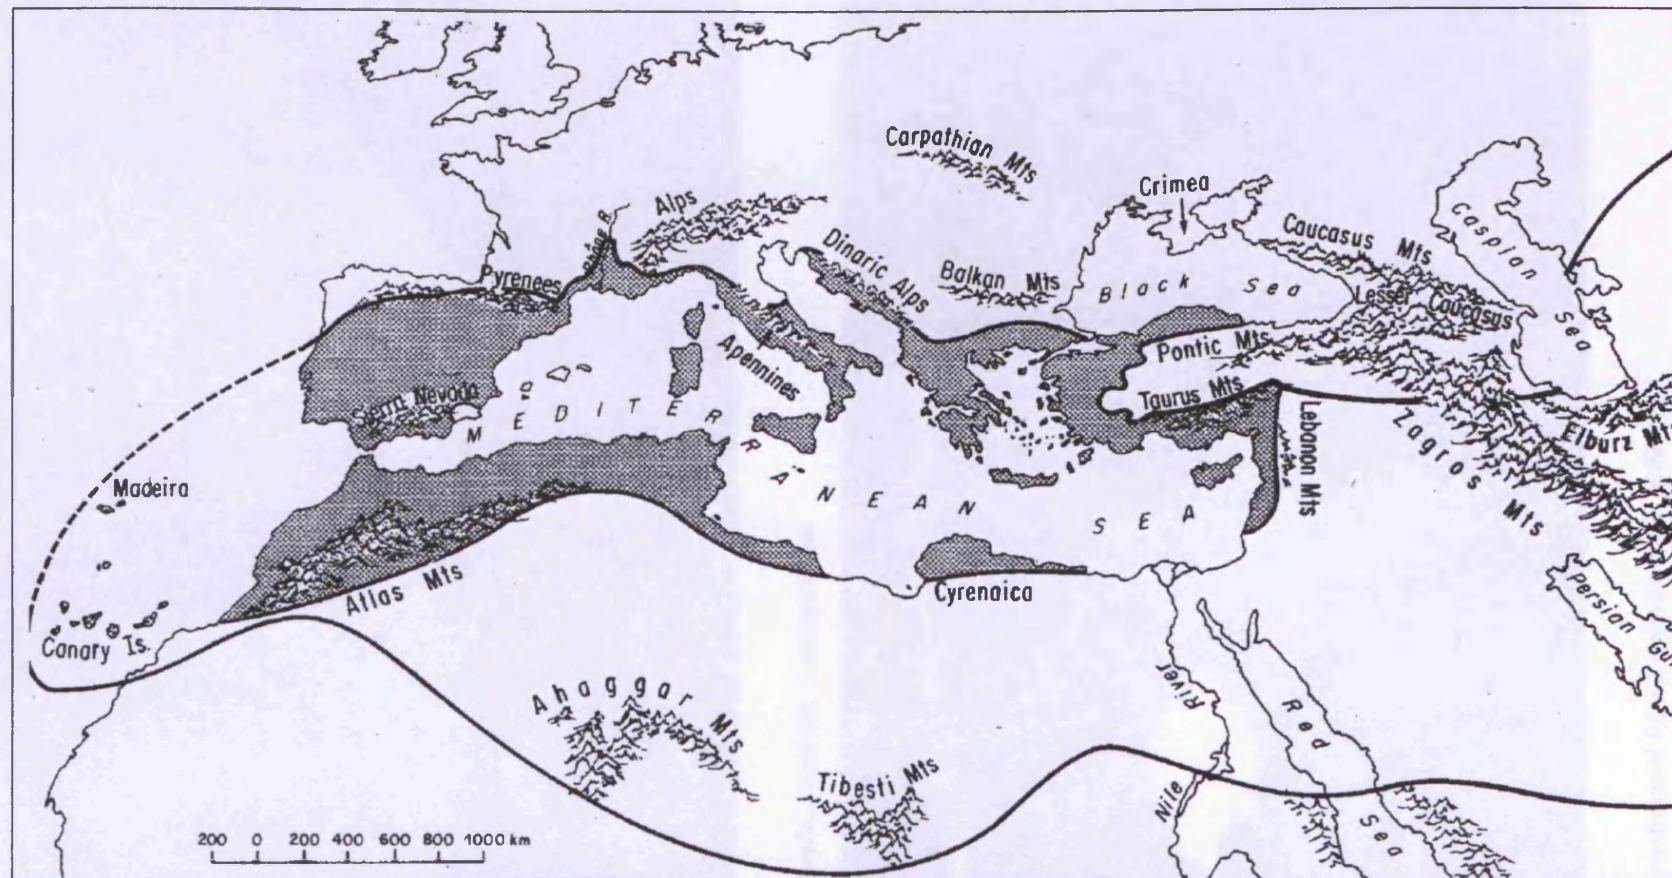 Carpathian Mts
Crimea
Alps
Rhône R.
Caucasus Mts
Caspian Sea
Dinaric Alps
Balkan Mts
Pyrenees
Black Sea
Lesser Caucasus
Apennines
Pontic Mts
Sierra Nevada
Taurus Mts
MEDITERRANEAN SEA
Lebanon Mts
Zagros Mts
Elburz Mts
Madeira
Atlas Mts
Cyrenaica
Canary Is.
Persian Gu
Ahaggar Mts
River Nile
Red Sea
Tibesti Mts
200 0 200 400 600 800 1000 km